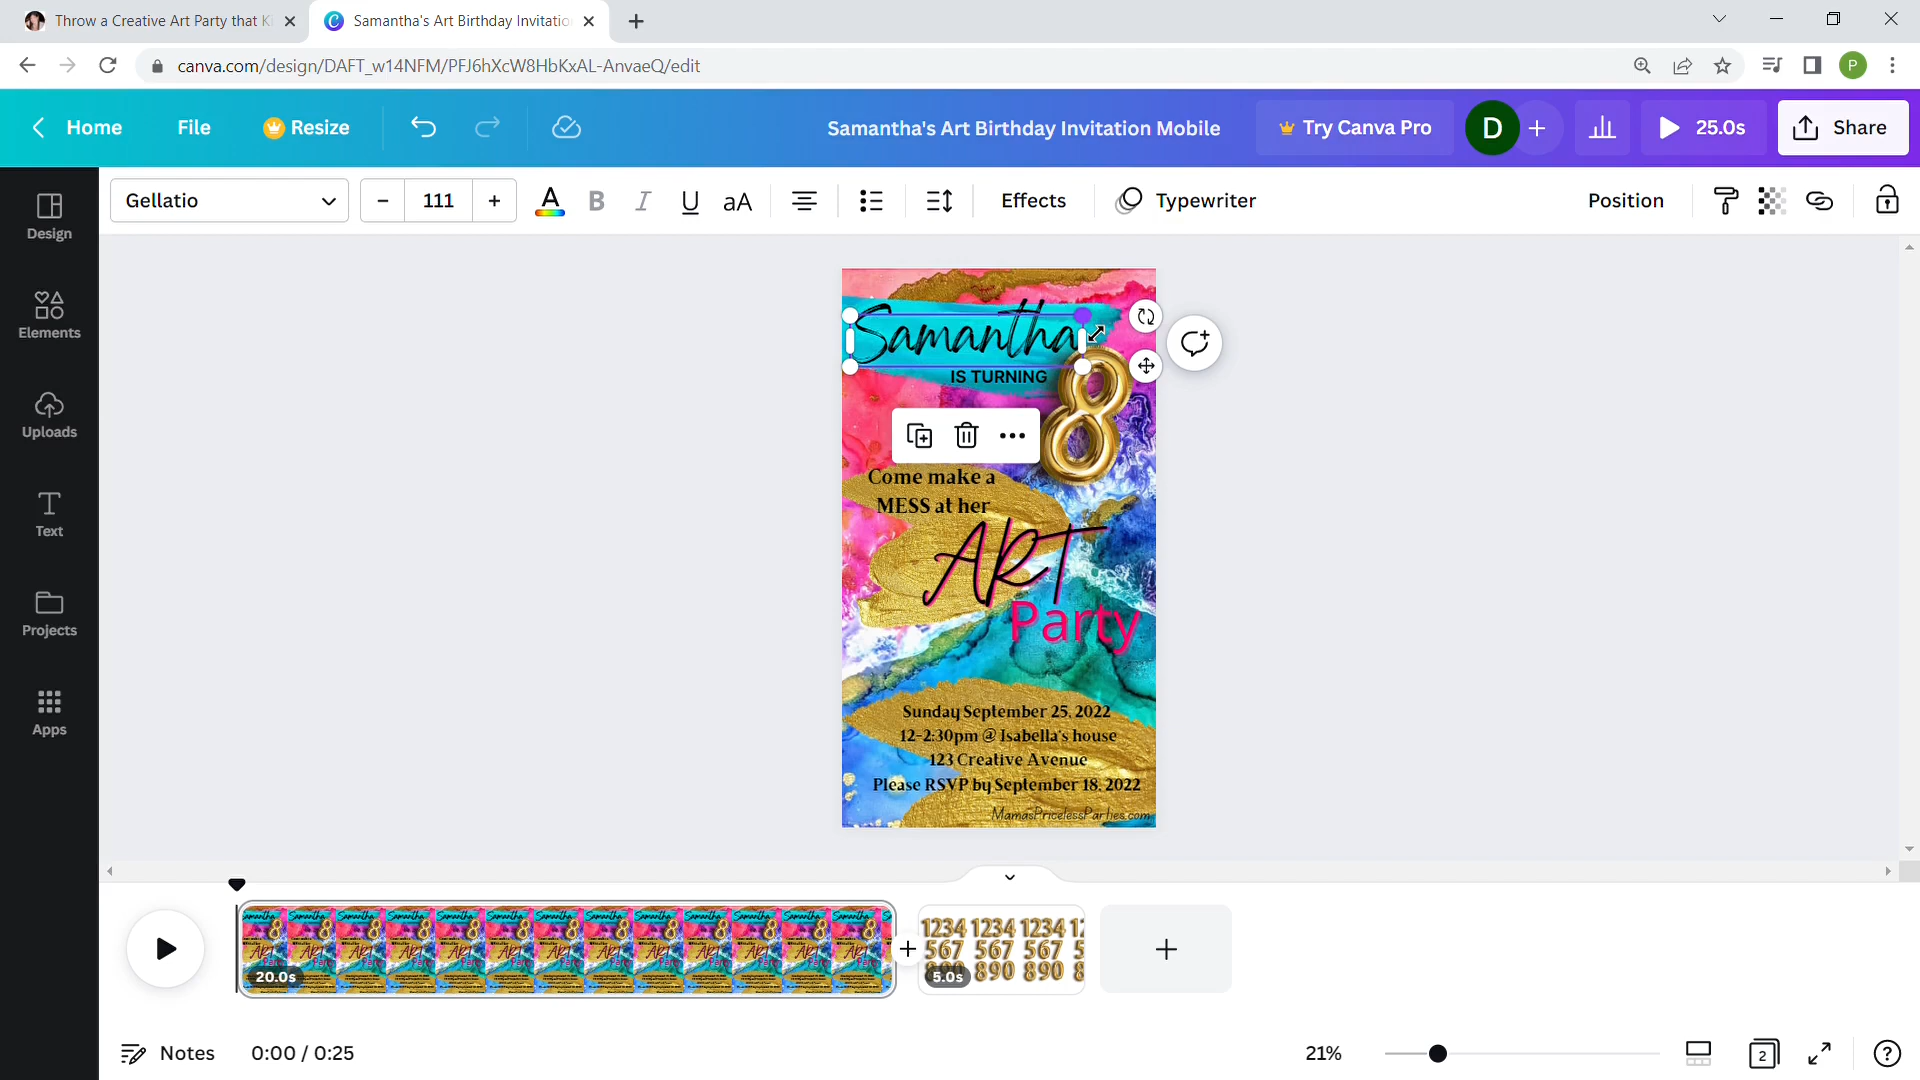 Throw a Creative Art Party that Ki
Samantha's Art Birthday Invitatio
canva.com/design/DAFT_w14NFM/PFJ6hXcW8HbKxAL-AnvaeQ/edit
P
Home
File
Resize
Samantha's Art Birthday Invitation Mobile
Try Canva Pro
D
25.0s
Share
Gellatio
- 111 +
A B I U aA
Effects
Typewriter
Position
Design
Elements
Uploads
Text
Projects
Apps
Samantha
IS TURNING
8
Come make a
MESS at her
ART
Party
Sunday September 25, 2022
12-2:30pm @ Isabella's house
123 Creative Avenue
Please RSVP by September 18, 2022
MamasPricelessParties.com
20.0s
1234 1234 1234 12
567 567 567 5
890 890 8
5.0s
Notes
0:00 / 0:25
21%
2
?